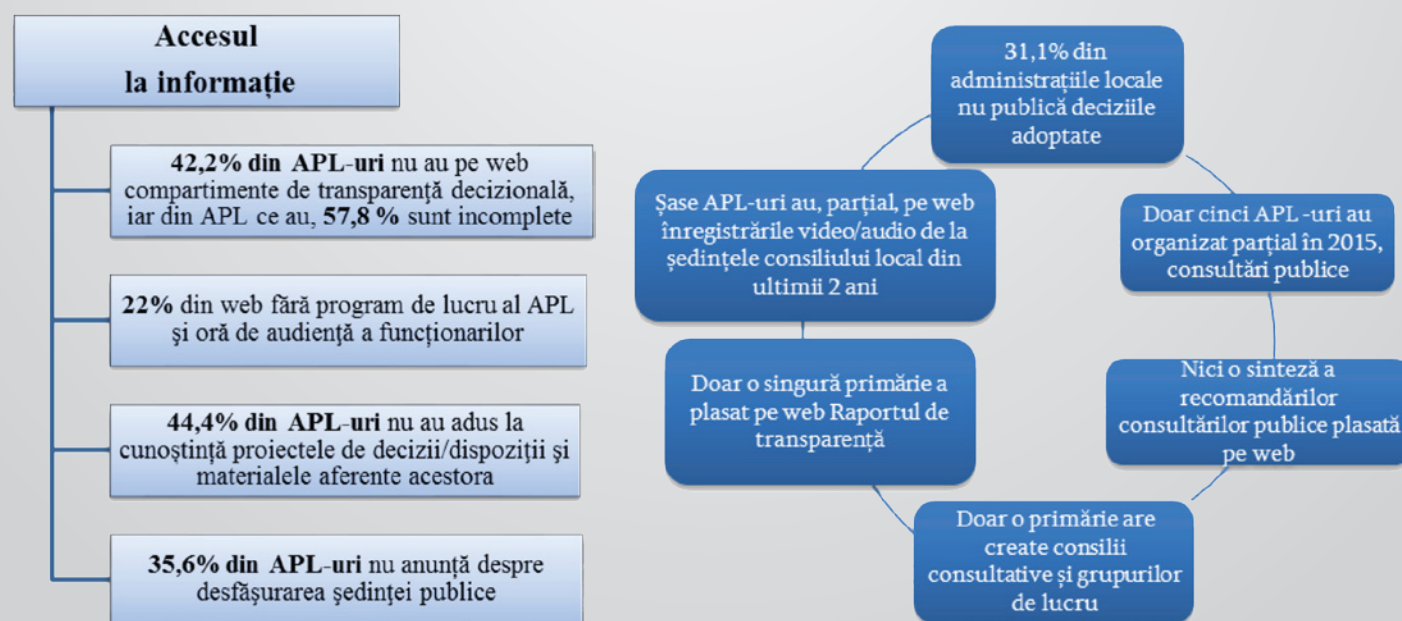 Accesul
la informație
42,2% din APL-uri nu au pe web
compartimente de transparență decizională,
iar din APL ce au, 57,8 % sunt incomplete
22% din web fără program de lucru al APL
şi oră de audienţă a funcționarilor
44,4% din APL-uri nu au adus la
cunoștință proiectele de decizii/dispoziții şi
materialele aferente acestora
35,6% din APL-uri nu anunță despre
desfășurarea şedinţei publice
31,1% din
administrațiile locale
nu publică deciziile
adoptate
Doar cinci APL -uri au
organizat parțial în 2015,
consultări publice
Nici o sinteză a
recomandărilor
consultărilor publice plasată
pe web
Doar o primărie are
create consilii
consultative și grupurilor
de lucru
Doar o singură primărie a
plasat pe web Raportul de
transparență
Șase APL-uri au, parțial, pe web
înregistrările video/audio de la
ședințele consiliului local din
ultimii 2 ani